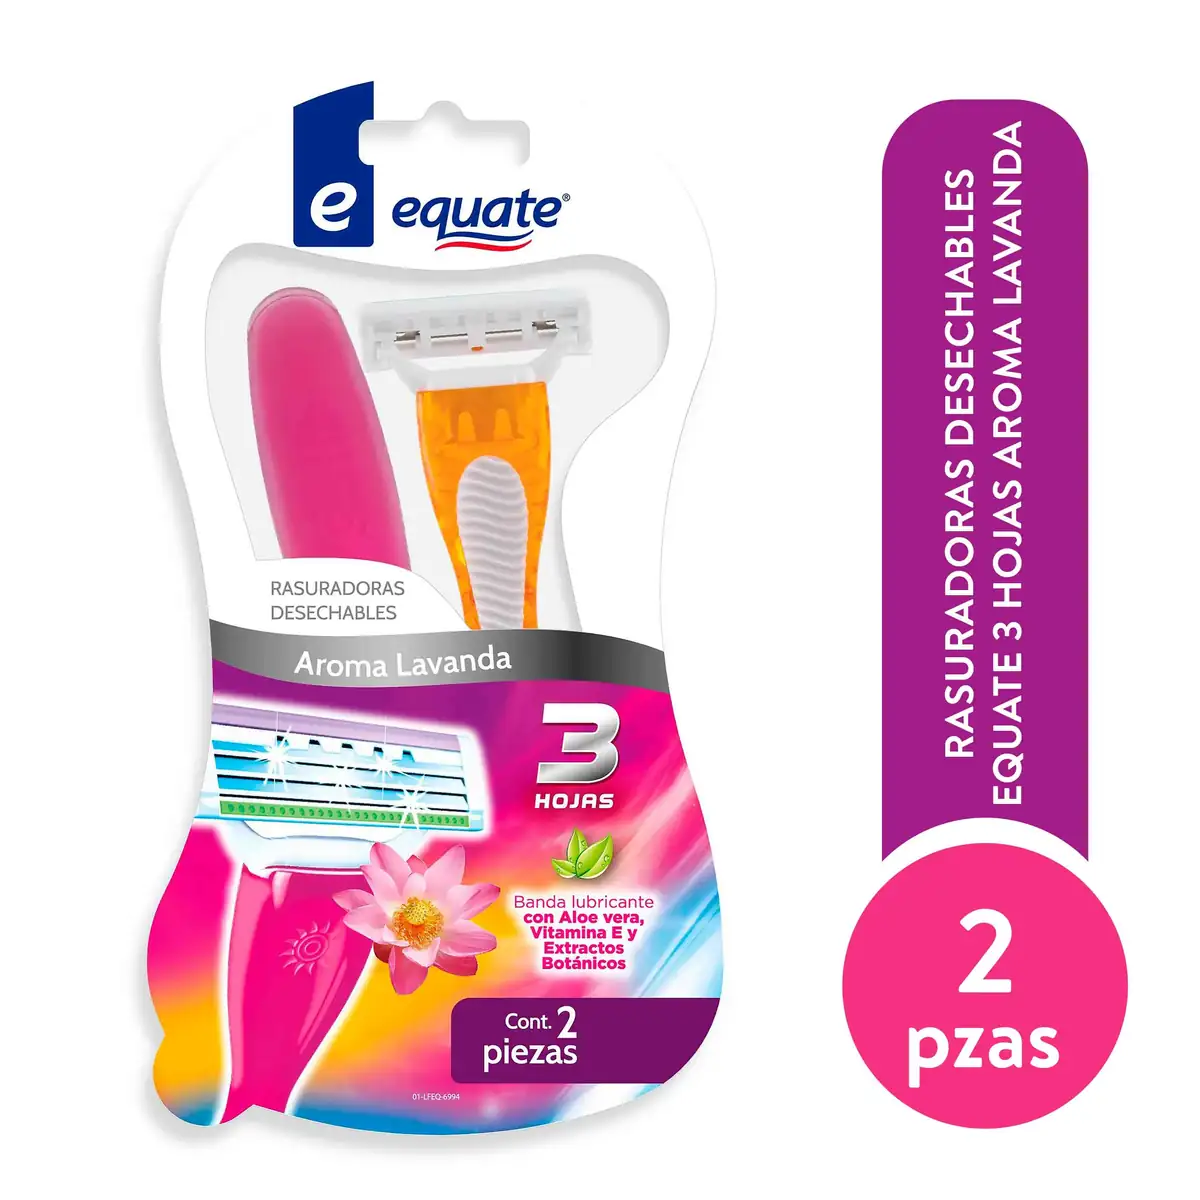 e
equate®
RASURADORAS
DESECHABLES
Aroma Lavanda
3
HOJAS
Banda lubricante
con Aloe vera,
Vitamina E y
Extractos
Botánicos
Cont. 2
piezas
01-LFEQ-6994
RASURADORAS DESECHABLES
EQUATE 3 HOJAS AROMA LAVANDA
2
pzas